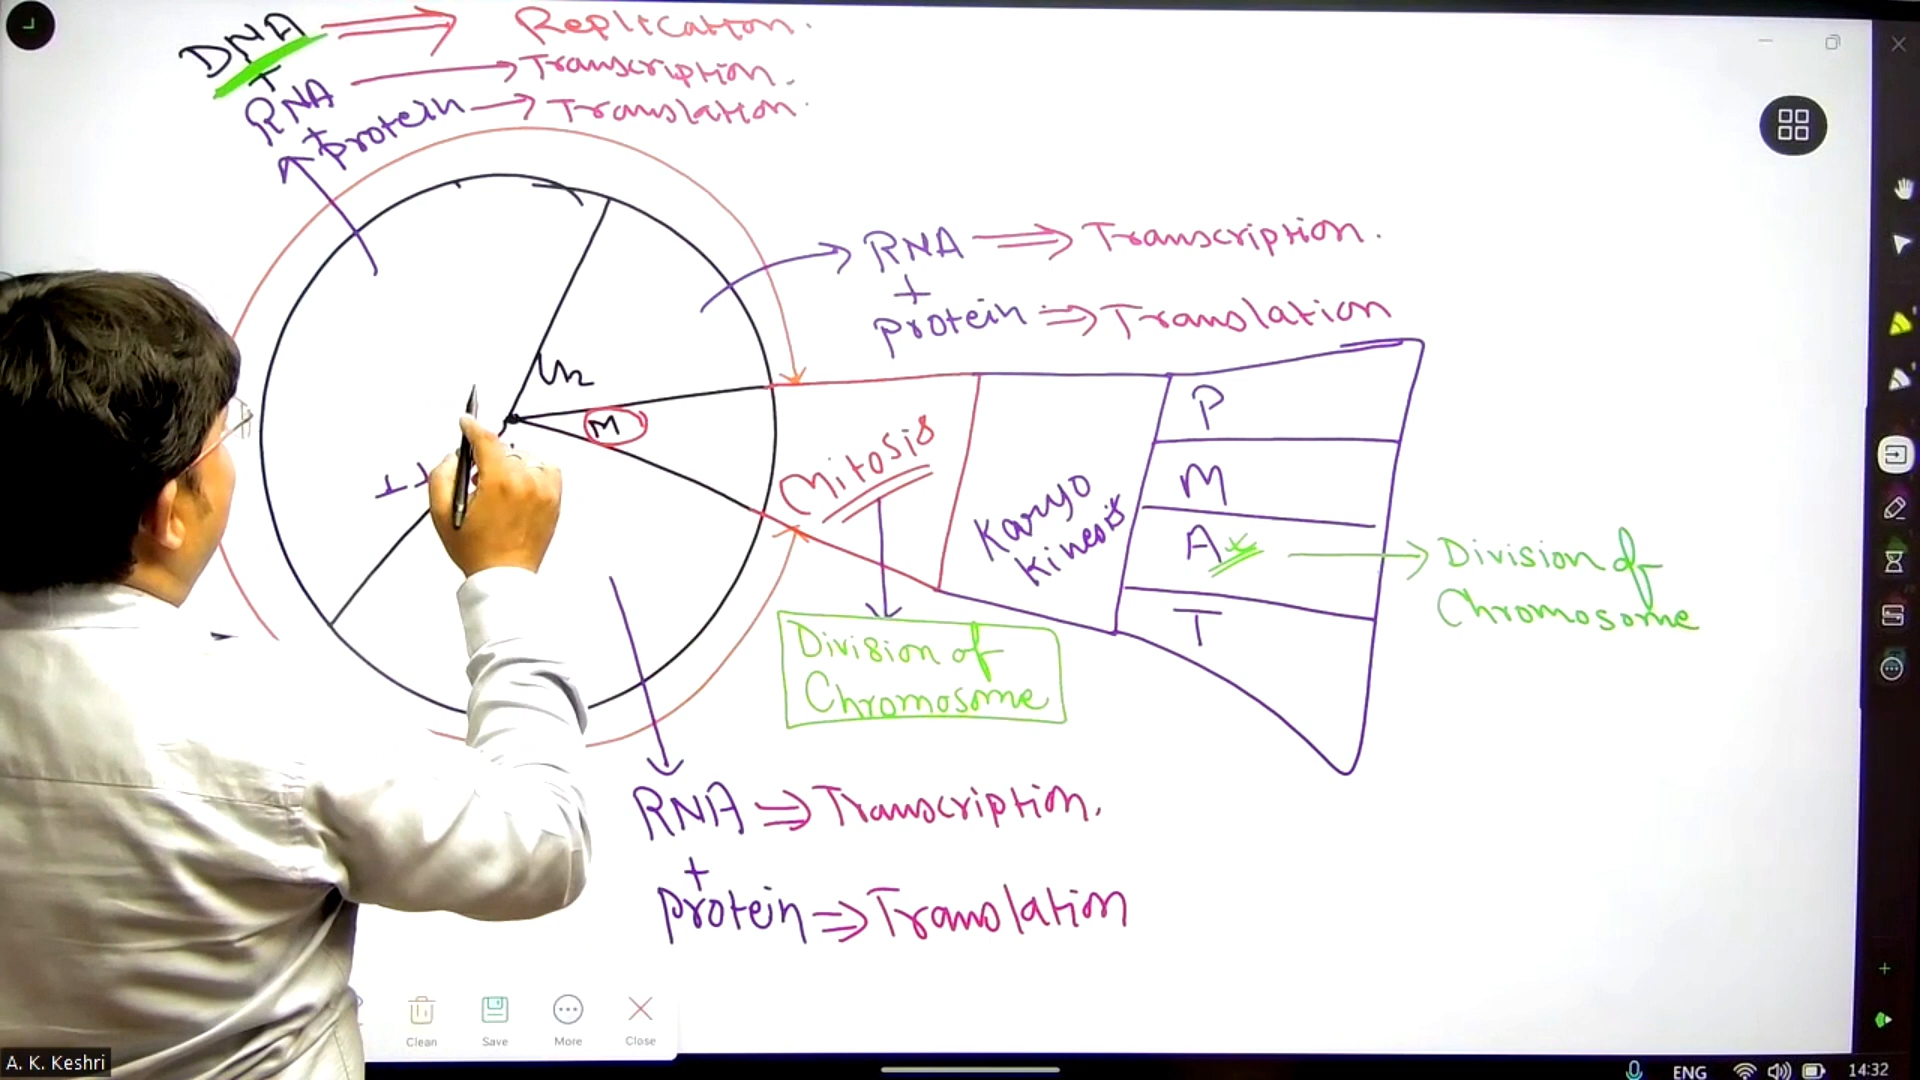 DNA ⇒ Replication.
+
RNA → Transcription.
+
Protein → Translation.
RNA ⇒ Transcription.
+
Protein ⇒ Translation
M
Mitosis
Karyo
kinesis
P
M
A
T
Division of
Chromosome
Division of
Chromosome
RNA ⇒ Transcription.
+
Protein ⇒ Translation
Clean
Save
More
Close
A. K. Keshri
ENG
14:32